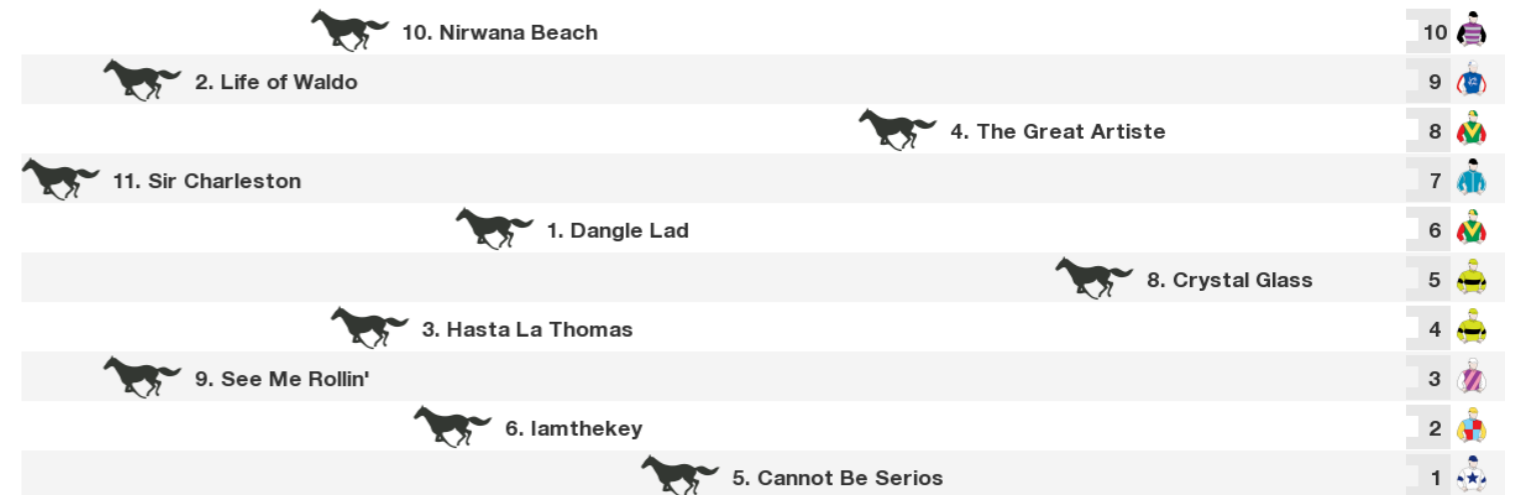 10. Nirwana Beach 10
2. Life of Waldo 9
4. The Great Artiste 8
11. Sir Charleston 7
1. Dangle Lad 6
8. Crystal Glass 5
3. Hasta La Thomas 4
9. See Me Rollin' 3
6. Iamthekey 2
5. Cannot Be Serios 1